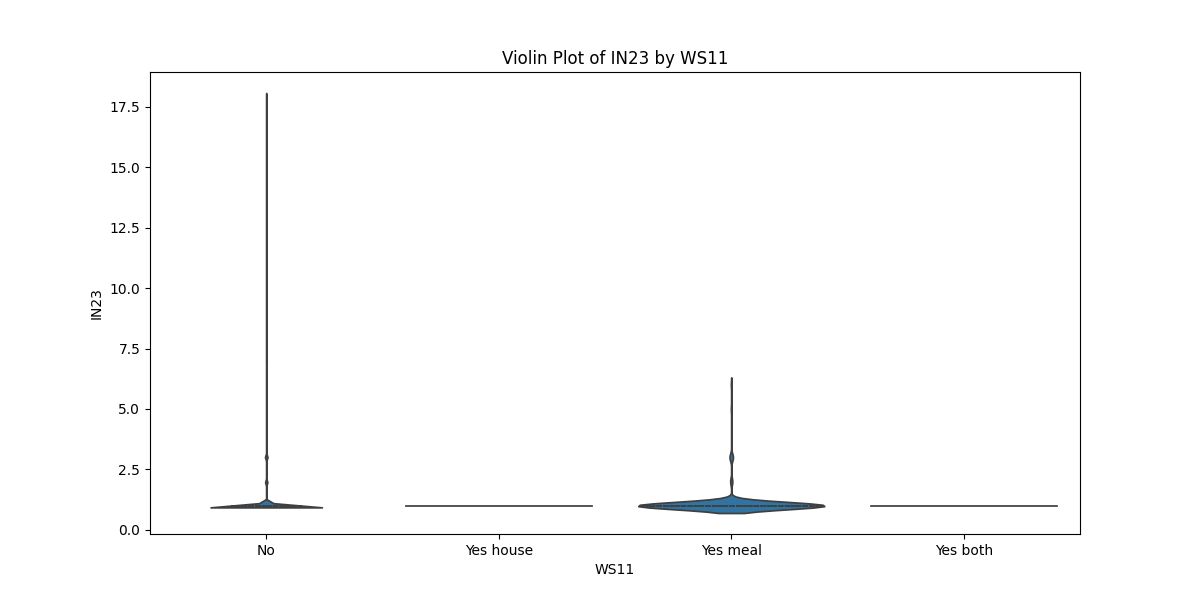 Violin Plot of IN23 by WS11
17.5
15.0
12.5
10.0
7.5
5.0
2.5
0.0
IN23
No Yes house Yes meal Yes both
WS11